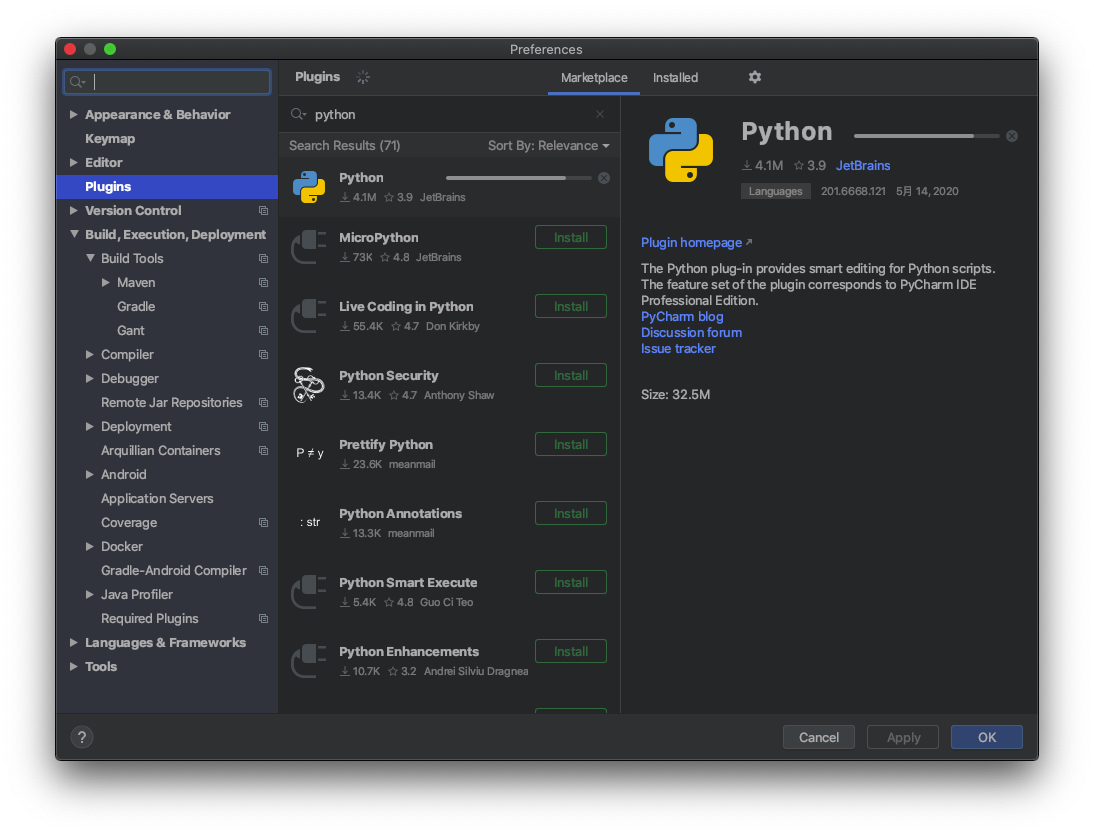 Preferences
Appearance & Behavior
Keymap
Editor
Plugins
Version Control
Build, Execution, Deployment
Build Tools
Maven
Gradle
Gant
Compiler
Debugger
Remote Jar Repositories
Deployment
Arquillian Containers
Android
Application Servers
Coverage
Docker
Gradle-Android Compiler
Java Profiler
Required Plugins
Languages & Frameworks
Tools
Plugins
Marketplace Installed
python
Search Results (71) Sort By: Relevance
Python
4.1M 3.9 JetBrains
MicroPython Install
73K 4.8 JetBrains
Live Coding in Python Install
55.4K 4.7 Don Kirkby
Python Security Install
13.4K 4.7 Anthony Shaw
P ≠ y
Prettify Python Install
23.6K meanmail
: str
Python Annotations Install
13.3K meanmail
Python Smart Execute Install
5.4K 4.8 Guo Ci Teo
Python Enhancements Install
10.7K 3.2 Andrei Silviu Dragnea
Python
4.1M 3.9 JetBrains
Languages 201.6668.121 5月 14, 2020
Plugin homepage
The Python plug-in provides smart editing for Python scripts.
The feature set of the plugin corresponds to PyCharm IDE
Professional Edition.
PyCharm blog
Discussion forum
Issue tracker
Size: 32.5M
? Cancel Apply OK